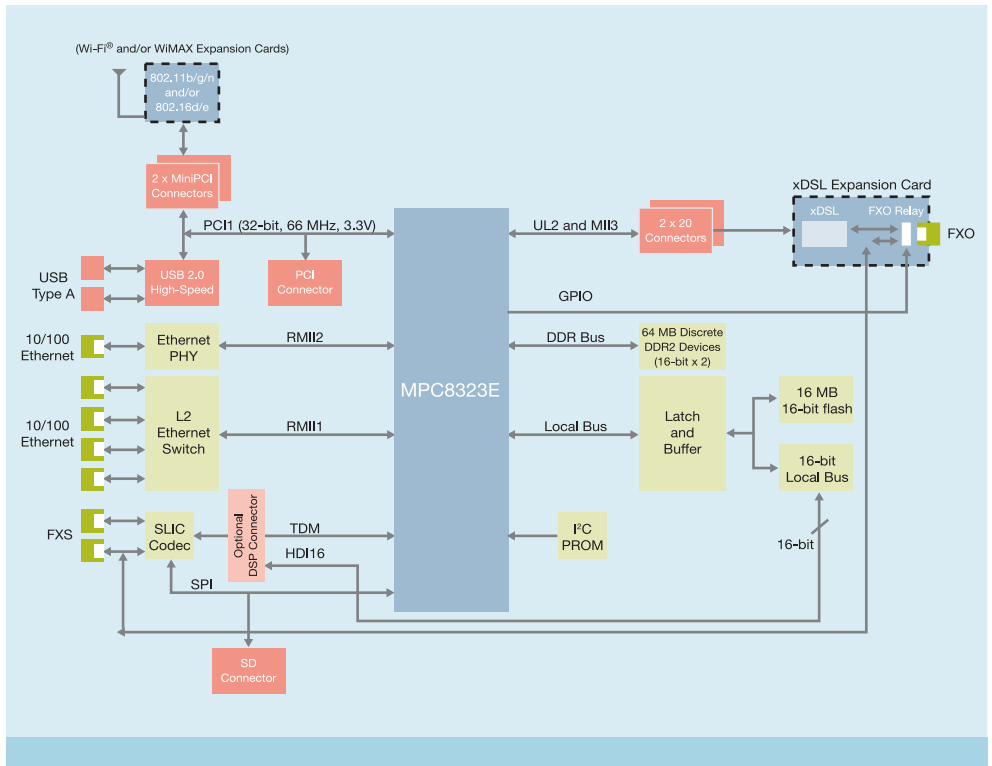 (Wi-Fi® and/or WiMAX Expansion Cards)
802.11b/g/n
and/or
802.16d/e
2 x MiniPCI
Connectors
PCI1 (32-bit, 66 MHz, 3.3V)
USB
Type A
USB 2.0
High-Speed
PCI
Connector
10/100
Ethernet
Ethernet
PHY
RMII2
10/100
Ethernet
L2
Ethernet
Switch
RMII1
FXS
SLIC
Codec
Optional
DSP Connector
TDM
HDI16
SPI
SD
Connector
MPC8323E
UL2 and MII3
2 x 20
Connectors
xDSL Expansion Card
xDSL
FXO Relay
FXO
GPIO
DDR Bus
64 MB Discrete
DDR2 Devices
(16-bit x 2)
Local Bus
Latch
and
Buffer
16 MB
16-bit flash
16-bit
Local Bus
16-bit
I²C
PROM